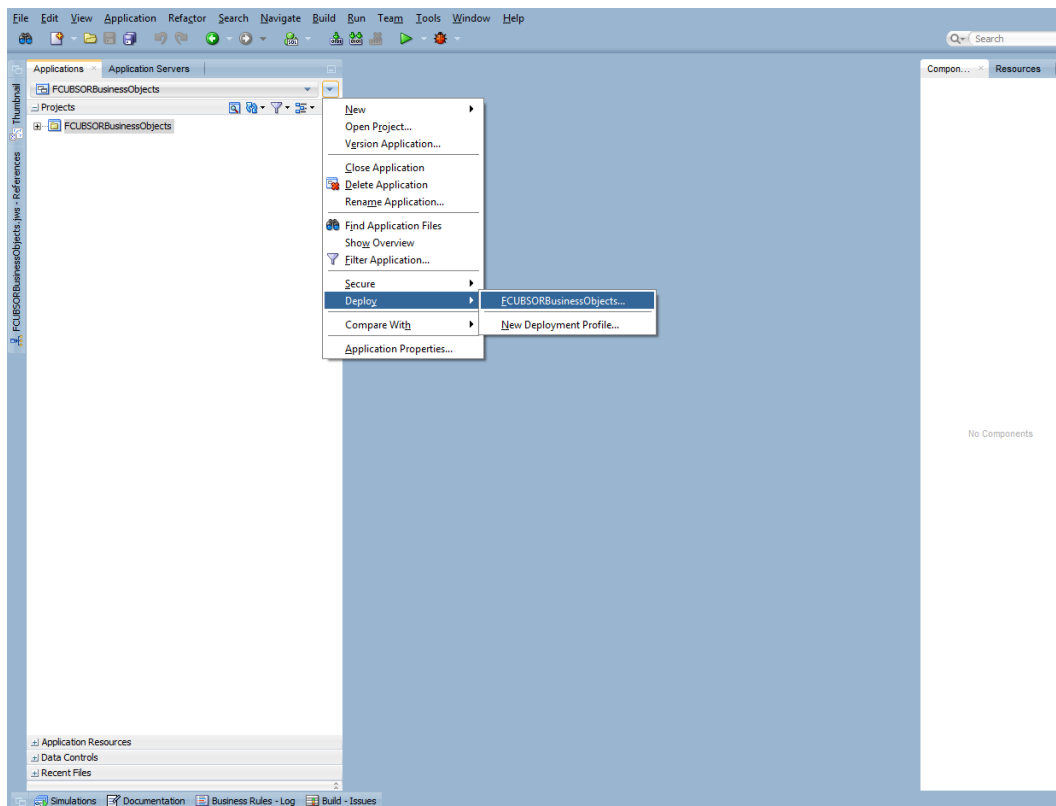 File Edit View Application Refactor Search Navigate Build Run Team Tools Window Help
Search
Applications Application Servers
Compon... Resources
FCUBSORBusinessObjects
Projects
FCUBSORBusinessObjects
Thumbnail
FCUBSORBusinessObjects.jws - References
New
Open Project...
Version Application...
Close Application
Delete Application
Rename Application...
Find Application Files
Show Overview
Filter Application...
Secure
Deploy
FCUBSORBusinessObjects...
Compare With
New Deployment Profile...
Application Properties...
No Components
Application Resources
Data Controls
Recent Files
Simulations Documentation Business Rules - Log Build - Issues